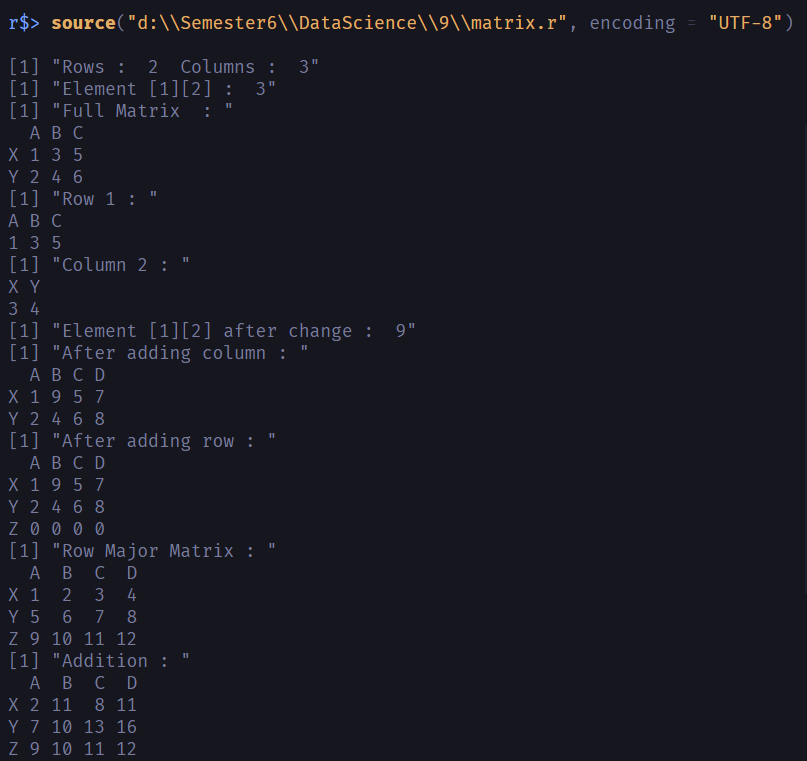 r$> source("d:\\Semester6\\DataScience\\9\\matrix.r", encoding = "UTF-8")
[1] "Rows :  2  Columns :  3"
[1] "Element [1][2] :  3"
[1] "Full Matrix  : "
  A B C
X 1 3 5
Y 2 4 6
[1] "Row 1 : "
A B C
1 3 5
[1] "Column 2 : "
X Y
3 4
[1] "Element [1][2] after change :  9"
[1] "After adding column : "
  A B C D
X 1 9 5 7
Y 2 4 6 8
[1] "After adding row : "
  A B C D
X 1 9 5 7
Y 2 4 6 8
Z 0 0 0 0
[1] "Row Major Matrix : "
  A  B  C  D
X 1  2  3  4
Y 5  6  7  8
Z 9 10 11 12
[1] "Addition : "
  A  B  C  D
X 2 11  8 11
Y 7 10 13 16
Z 9 10 11 12